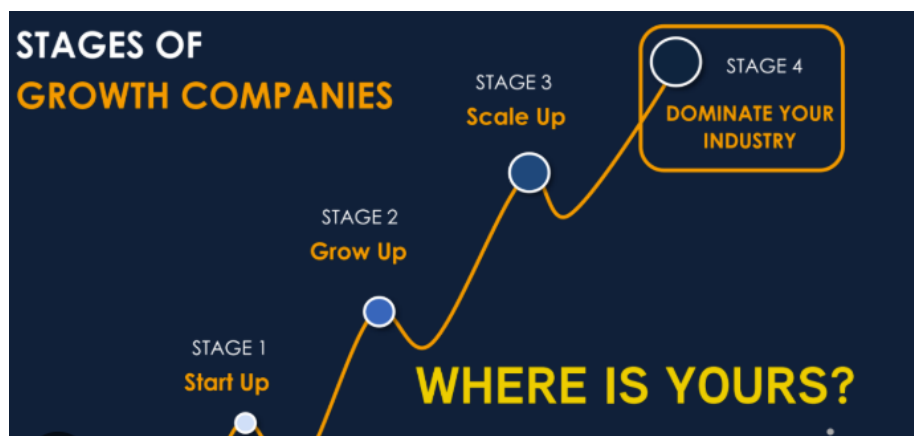 STAGES OF
GROWTH COMPANIES
STAGE 4
DOMINATE YOUR
INDUSTRY
STAGE 3
Scale Up
STAGE 2
Grow Up
STAGE 1
Start Up
WHERE IS YOURS?